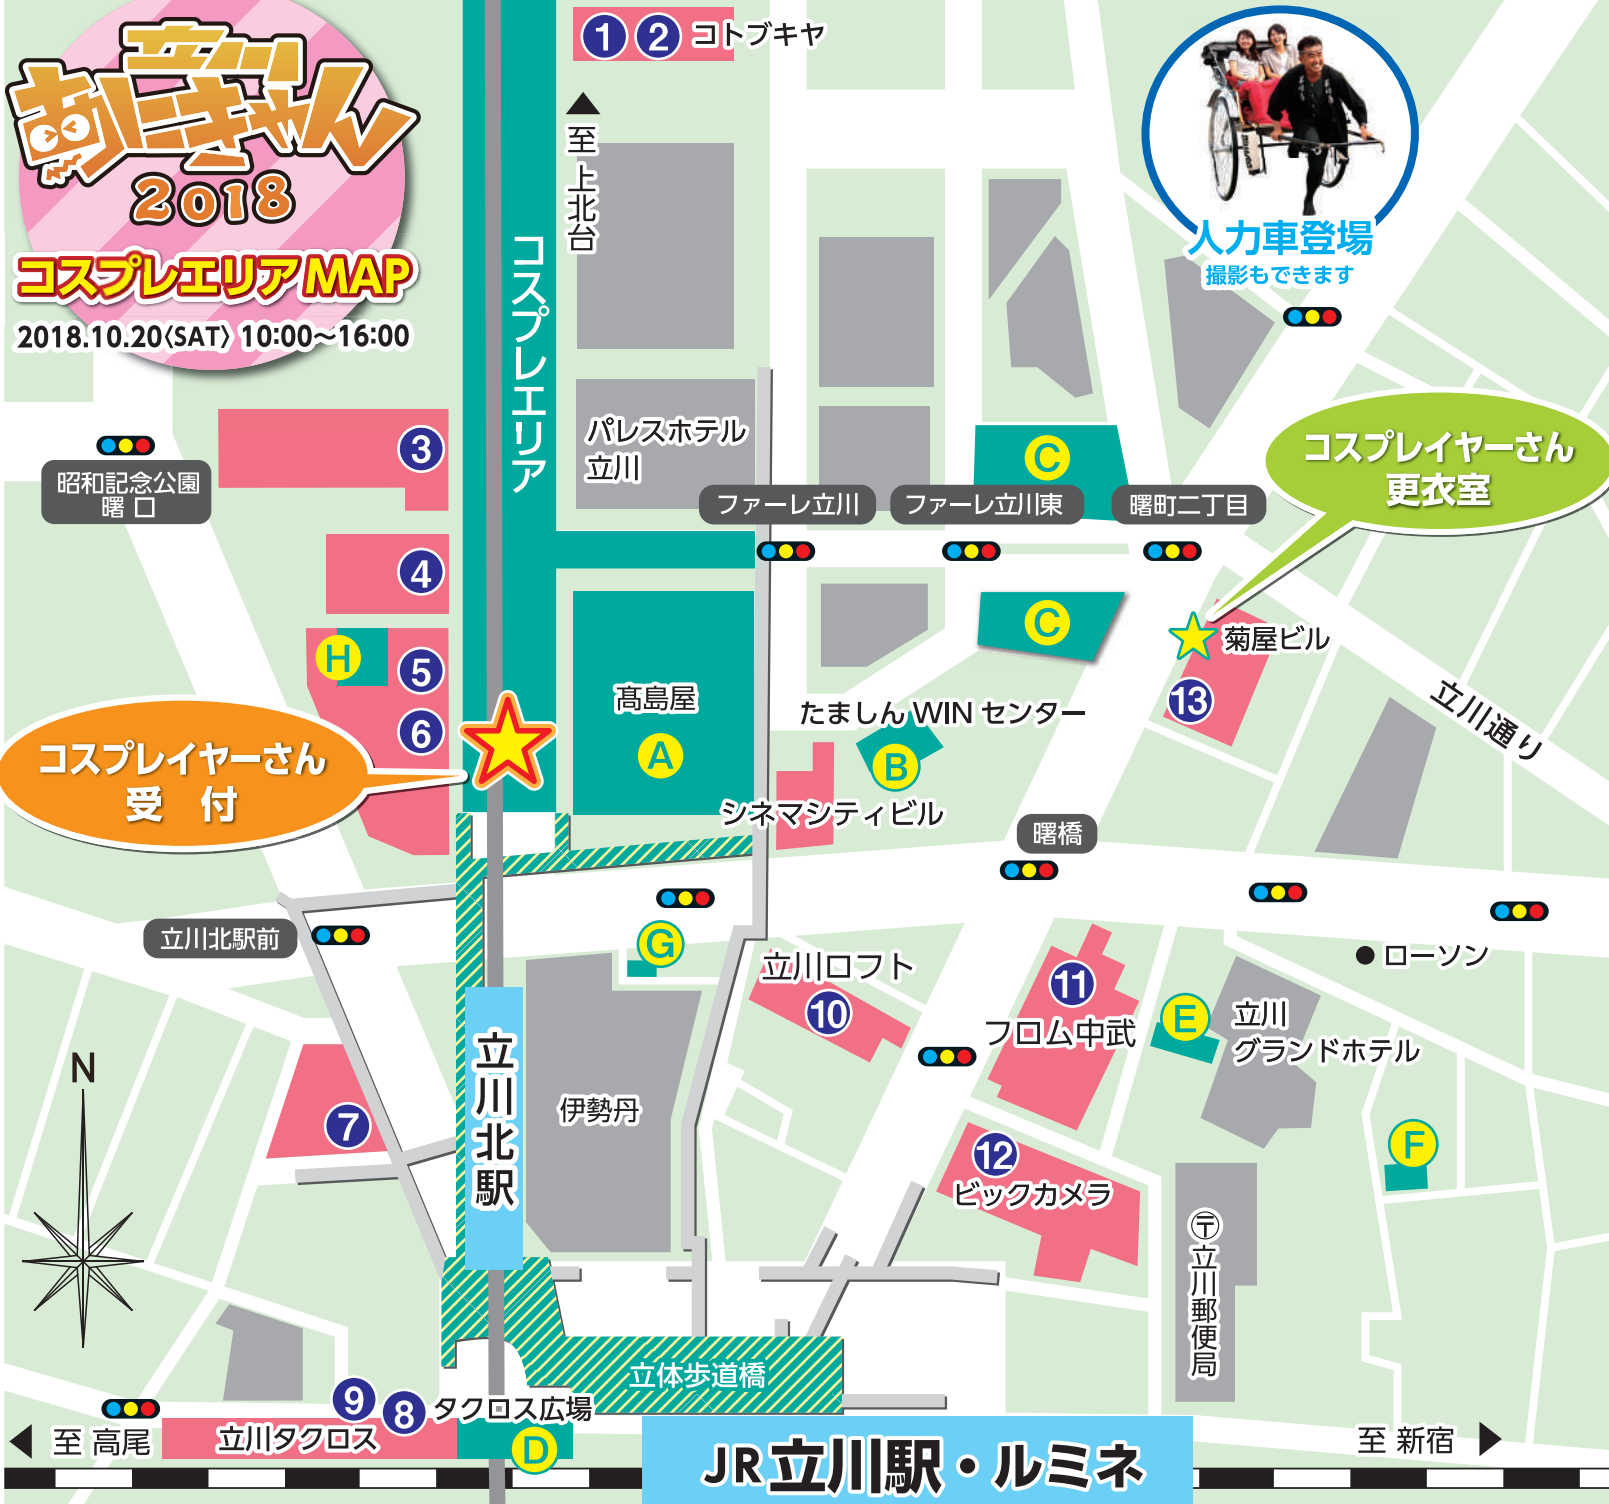 立川
あにきゃん
2018
コスプレエリアMAP
2018.10.20〈SAT〉10:00～16:00
1 2 コトブキヤ
至 上北台
コスプレエリア
人力車登場
撮影もできます
パレスホテル
立川
3
昭和記念公園
曙 口
C
コスプレイヤーさん
更衣室
ファーレ立川
ファーレ立川東
曙町二丁目
4
H
5
6
C
菊屋ビル
13
立川通り
髙島屋
A
たましん WIN センター
B
シネマシティビル
コスプレイヤーさん
受 付
曙橋
立川北駅前
G
立川ロフト
10
11
フロム中武
E
立川
グランドホテル
ローソン
N
7
立川北駅
伊勢丹
12
ビックカメラ
F
〒立川郵便局
立体歩道橋
9
8
タクロス広場
D
至 高尾
立川タクロス
JR立川駅・ルミネ
至 新宿